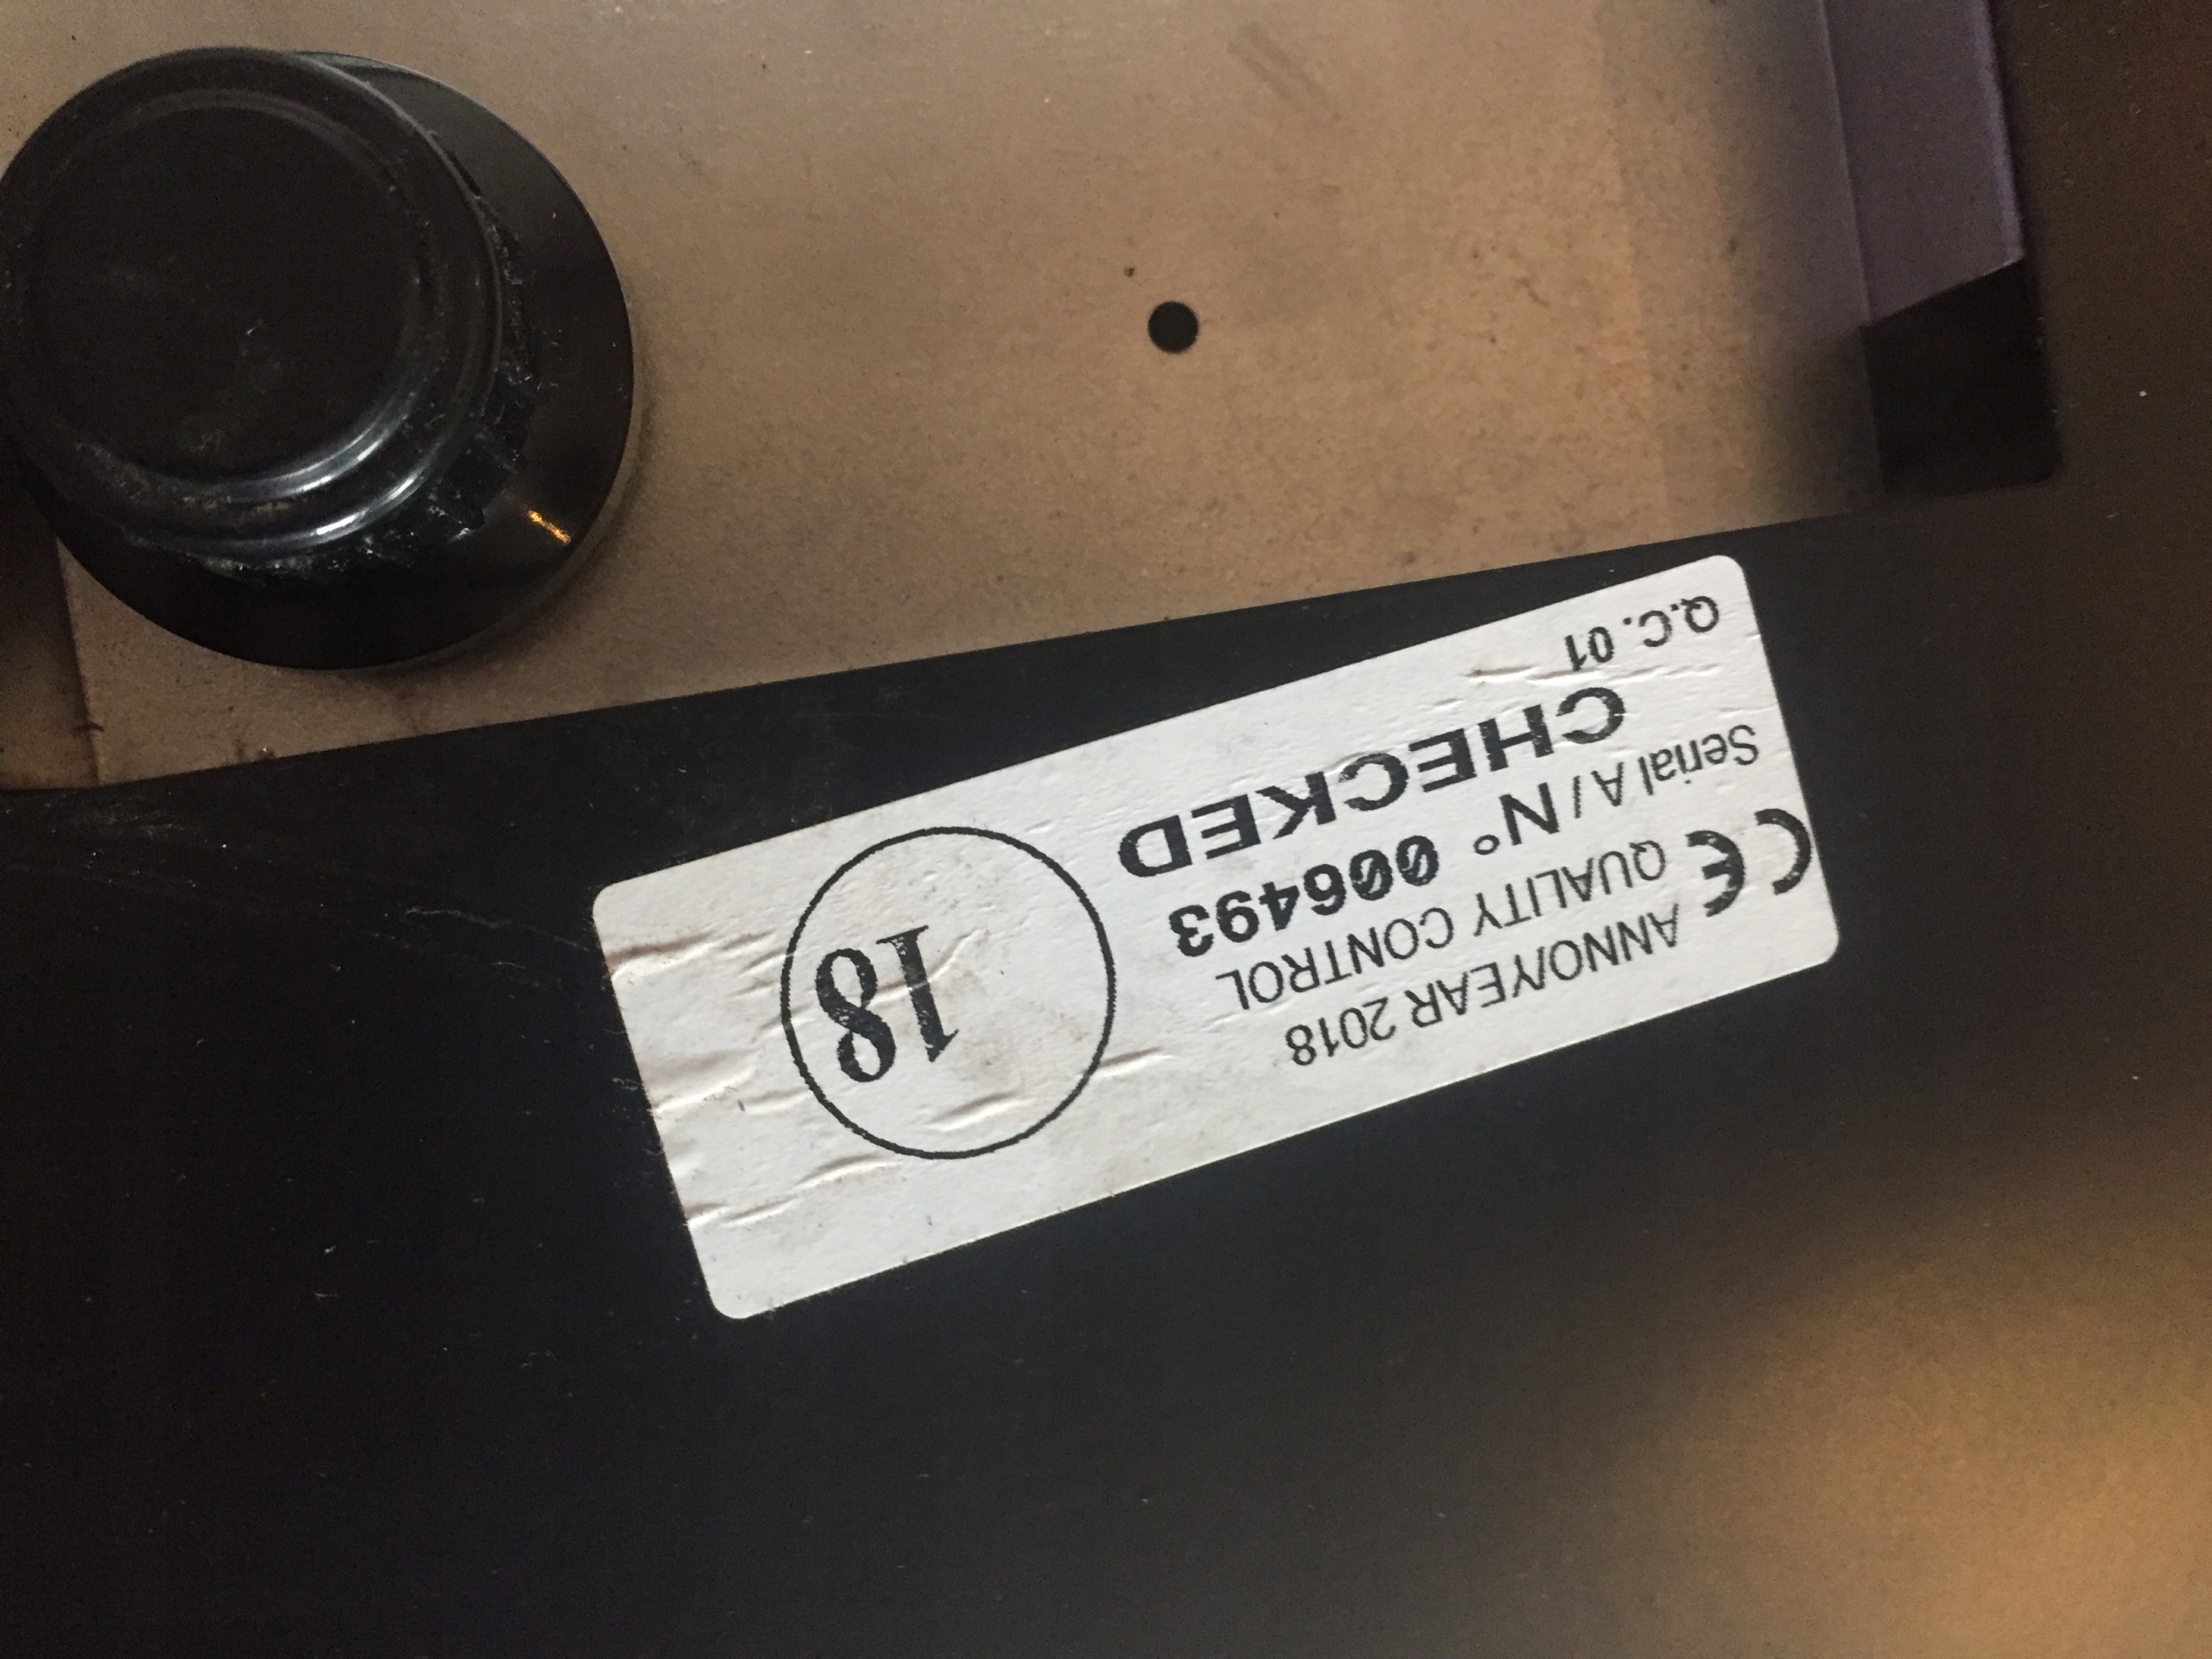 ANNO/YEAR 2018
CE QUALITY CONTROL
Serial A/N° 006493
CHECKED
Q.C. 01
18